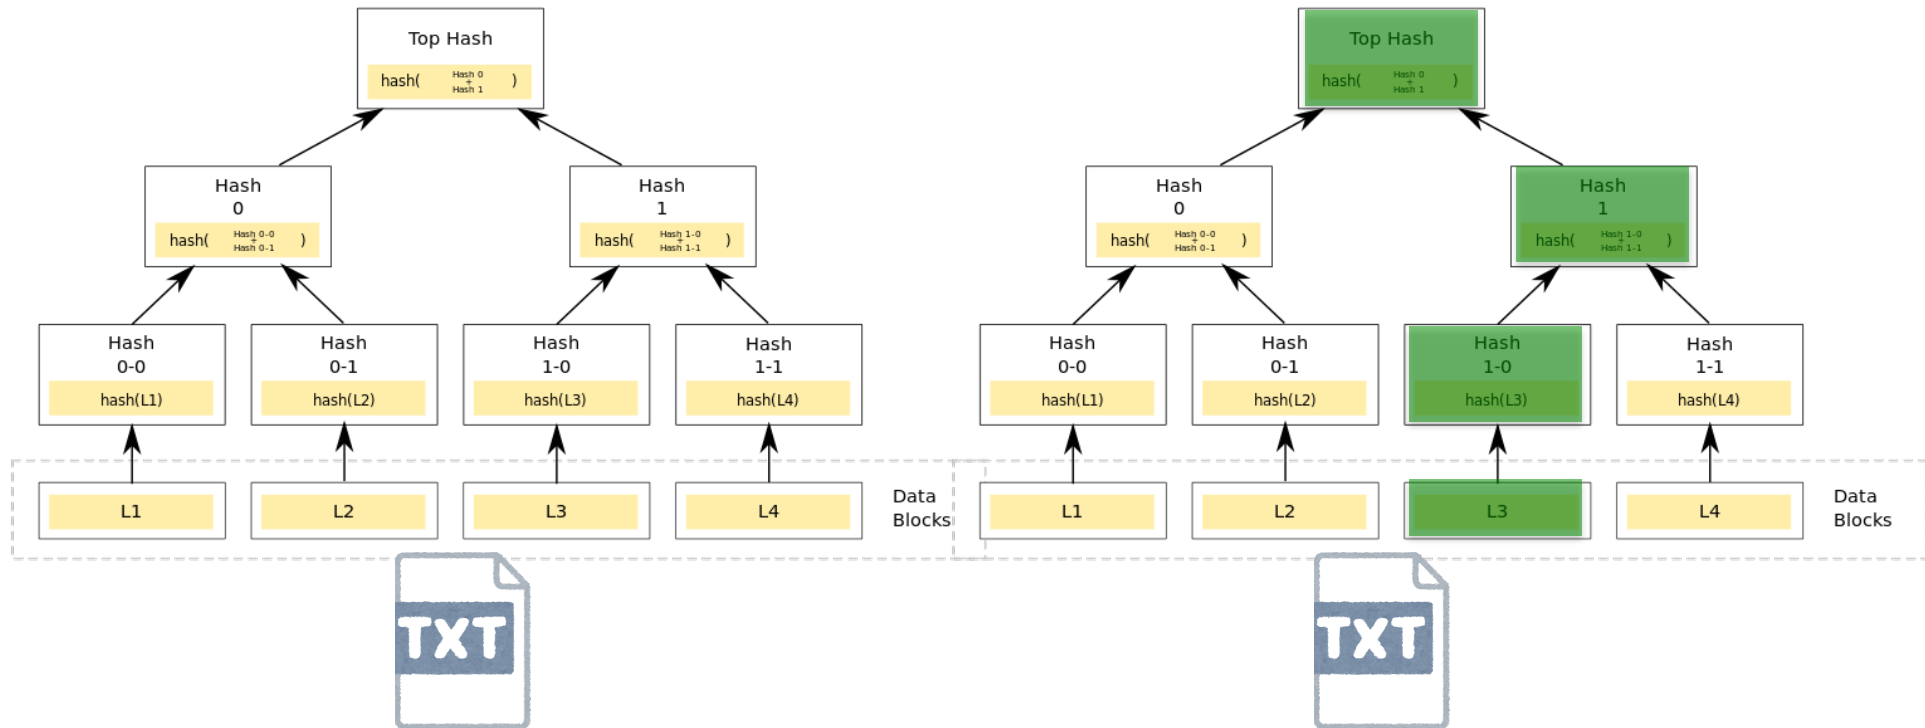 Top Hash
hash( Hash 0 + Hash 1 )
Hash
0
hash( Hash 0-0 + Hash 0-1 )
Hash
1
hash( Hash 1-0 + Hash 1-1 )
Hash
0-0
hash(L1)
Hash
0-1
hash(L2)
Hash
1-0
hash(L3)
Hash
1-1
hash(L4)
L1
L2
L3
L4
Data
Blocks
TXT
Top Hash
hash( Hash 0 + Hash 1 )
Hash
0
hash( Hash 0-0 + Hash 0-1 )
Hash
1
hash( Hash 1-0 + Hash 1-1 )
Hash
0-0
hash(L1)
Hash
0-1
hash(L2)
Hash
1-0
hash(L3)
Hash
1-1
hash(L4)
L1
L2
L3
L4
Data
Blocks
TXT